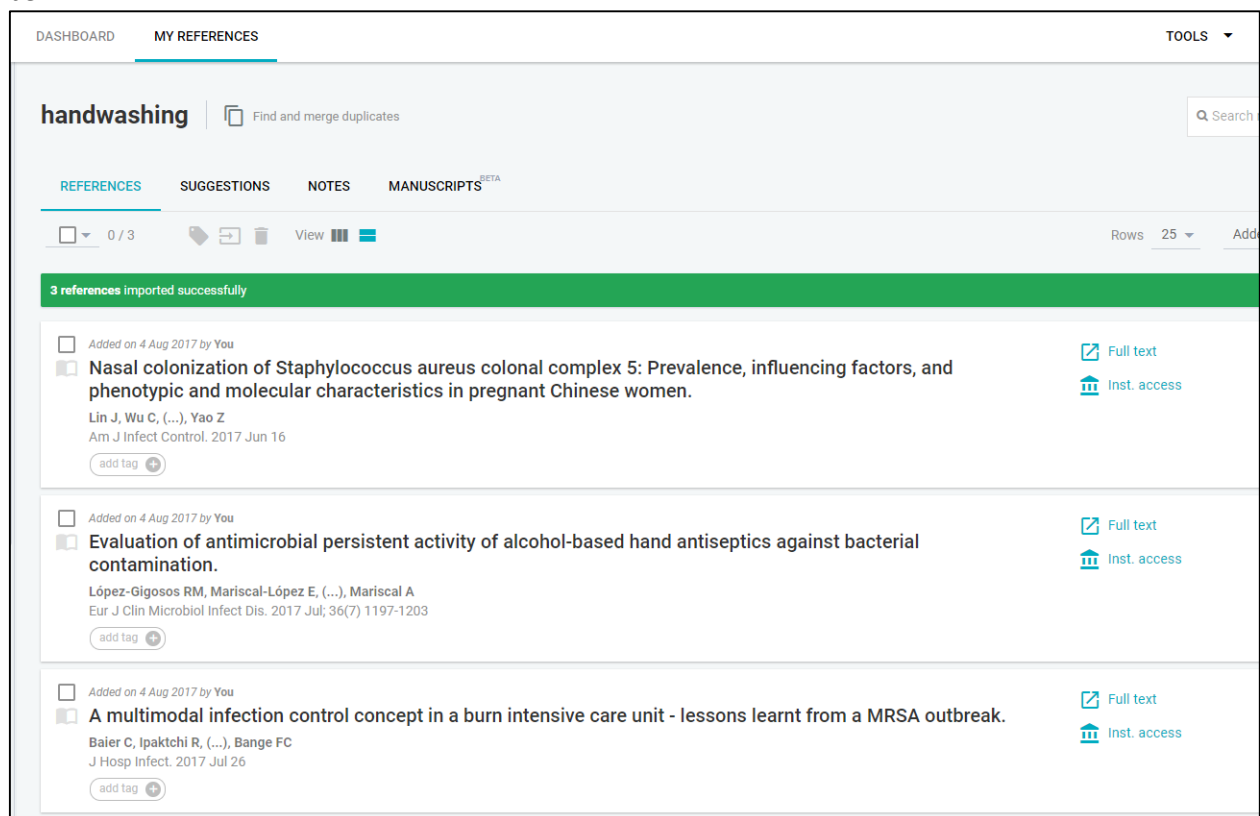 DASHBOARD MY REFERENCES TOOLS
handwashing Find and merge duplicates Search
REFERENCES SUGGESTIONS NOTES MANUSCRIPTS BETA
0 / 3 View Rows 25
3 references imported successfully
Added on 4 Aug 2017 by You
Nasal colonization of Staphylococcus aureus colonal complex 5: Prevalence, influencing factors, and
phenotypic and molecular characteristics in pregnant Chinese women.
Lin J, Wu C, (...), Yao Z
Am J Infect Control. 2017 Jun 16
add tag
Full text
Inst. access
Added on 4 Aug 2017 by You
Evaluation of antimicrobial persistent activity of alcohol-based hand antiseptics against bacterial
contamination.
López-Gigosos RM, Mariscal-López E, (...), Mariscal A
Eur J Clin Microbiol Infect Dis. 2017 Jul; 36(7) 1197-1203
add tag
Full text
Inst. access
Added on 4 Aug 2017 by You
A multimodal infection control concept in a burn intensive care unit - lessons learnt from a MRSA outbreak.
Baier C, Ipaktchi R, (...), Bange FC
J Hosp Infect. 2017 Jul 26
add tag
Full text
Inst. access